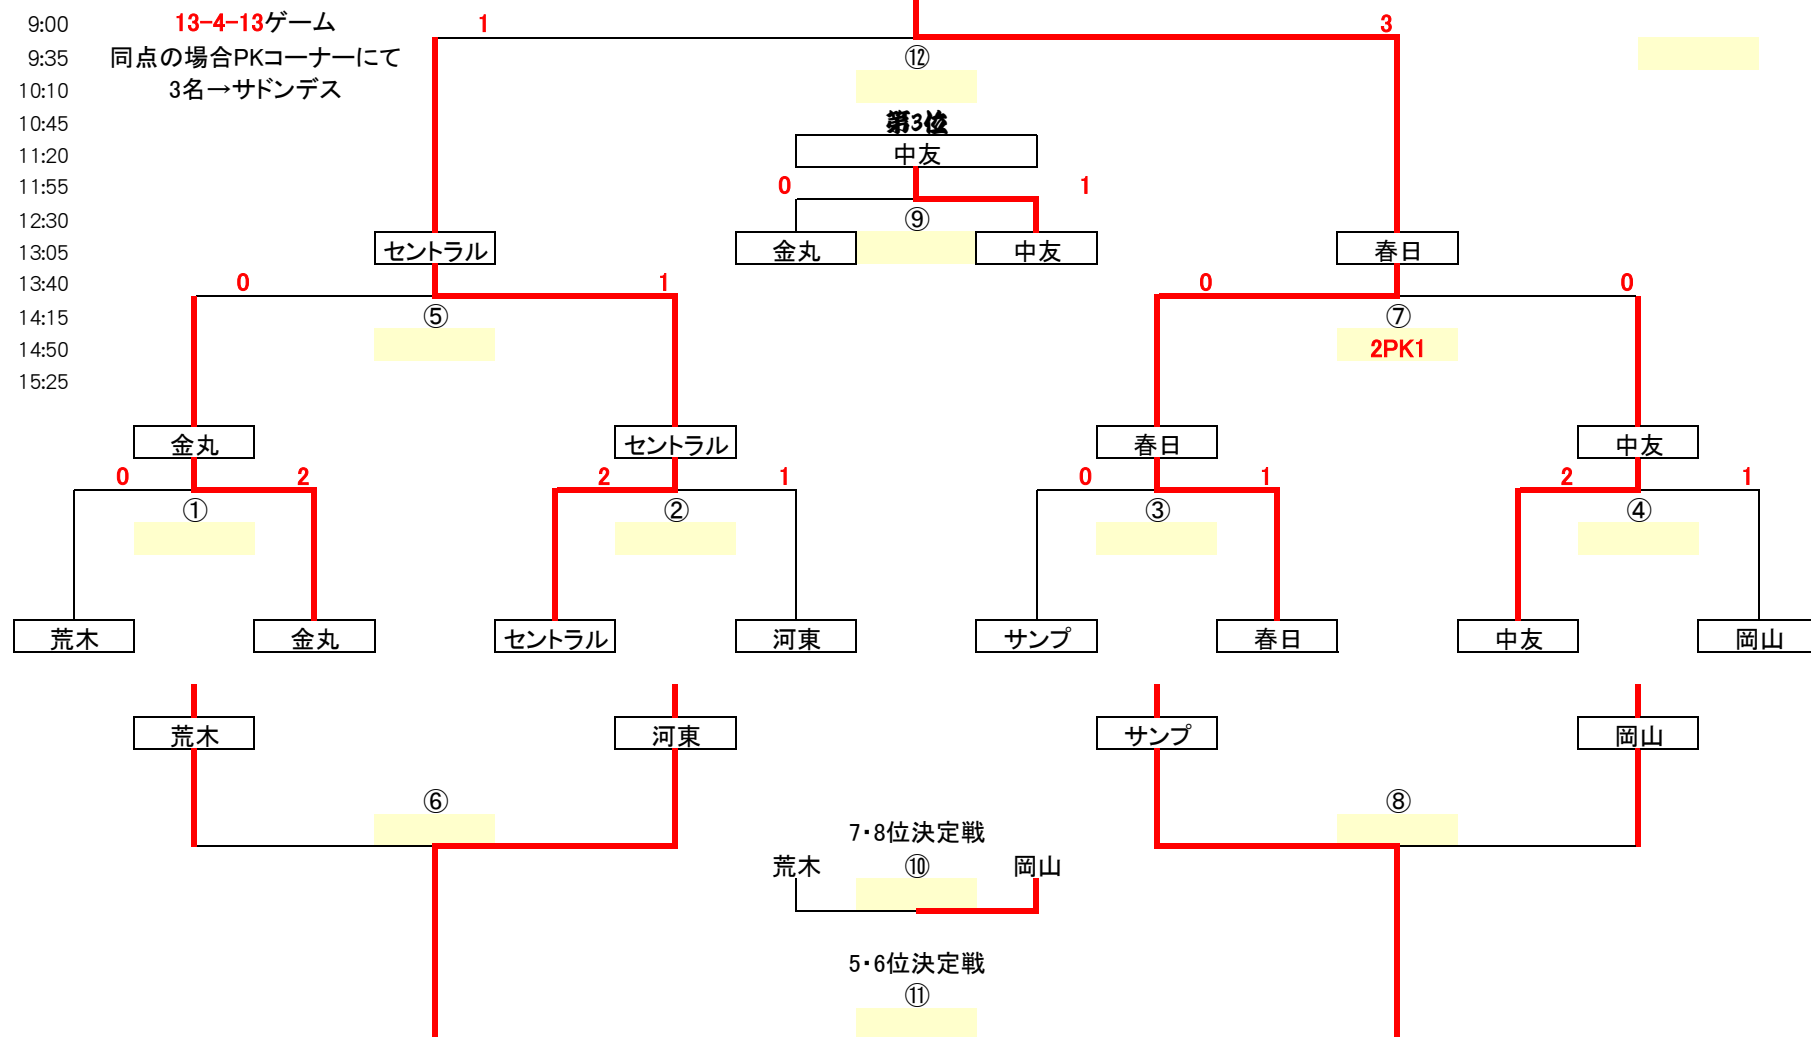 9:00 13-4-13ゲーム 1 3
9:35 同点の場合PKコーナーにて ⑫
10:10 3名→サドンデス
10:45 第3位
11:20 中友
11:55 0 1
12:30 ⑨
13:05 セントラル 金丸 中友 春日
13:40 0 1 0 0
14:15 ⑤ ⑦
14:50 2PK1
15:25
金丸 セントラル 春日 中友
0 2 2 1 0 1 2 1
① ② ③ ④
荒木 金丸 セントラル 河東 サンプ 春日 中友 岡山
荒木 河東 サンプ 岡山
⑥ ⑧
7・8位決定戦
荒木 ⑩ 岡山
5・6位決定戦
⑪